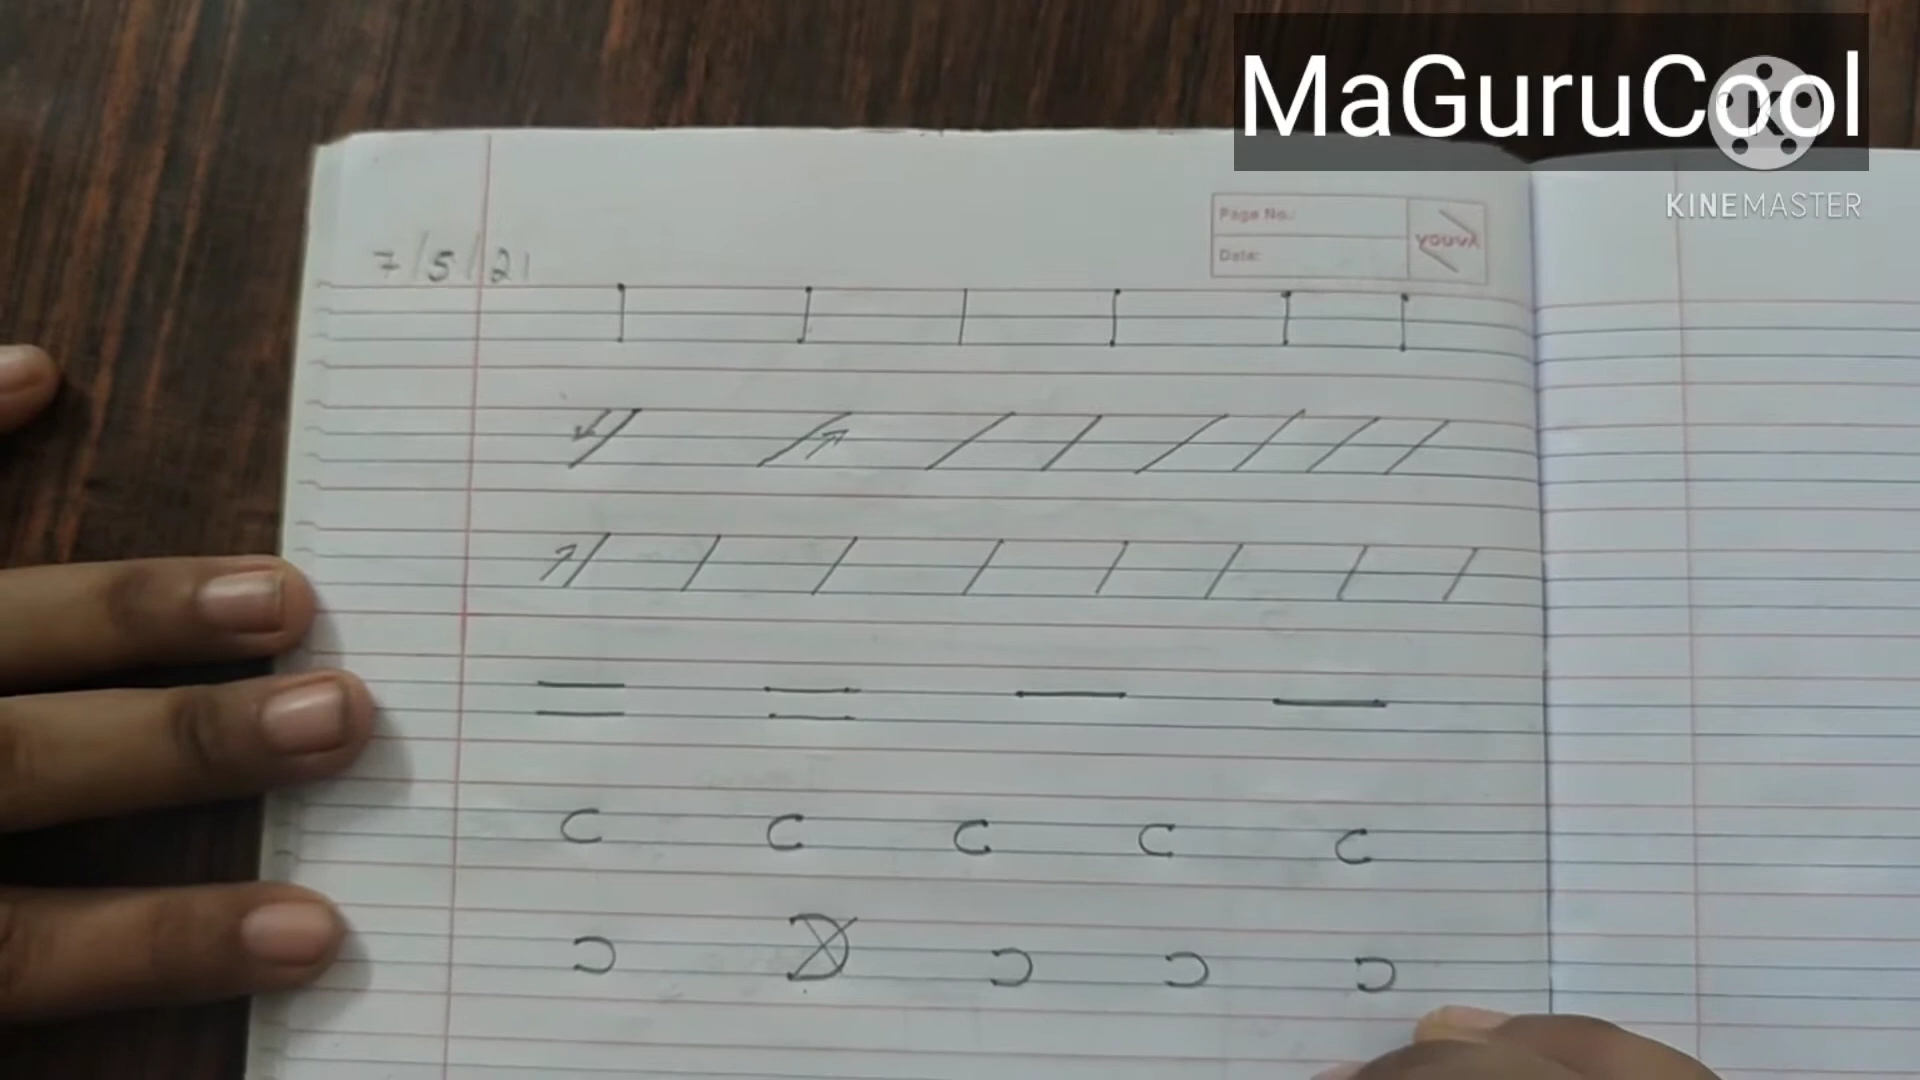 MaGuruCool
K
KINEMASTER
Page No.:
youva
Date:
7/5/21
C C C C C